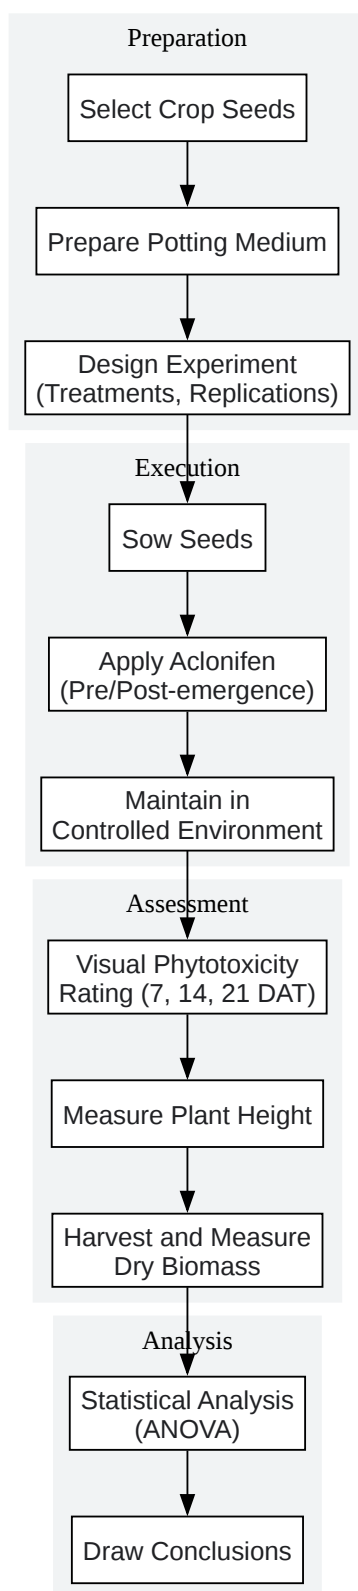 Preparation
Select Crop Seeds
Prepare Potting Medium
Design Experiment
(Treatments, Replications)
Execution
Sow Seeds
Apply Aclonifen
(Pre/Post-emergence)
Maintain in
Controlled Environment
Assessment
Visual Phytotoxicity
Rating (7, 14, 21 DAT)
Measure Plant Height
Harvest and Measure
Dry Biomass
Analysis
Statistical Analysis
(ANOVA)
Draw Conclusions